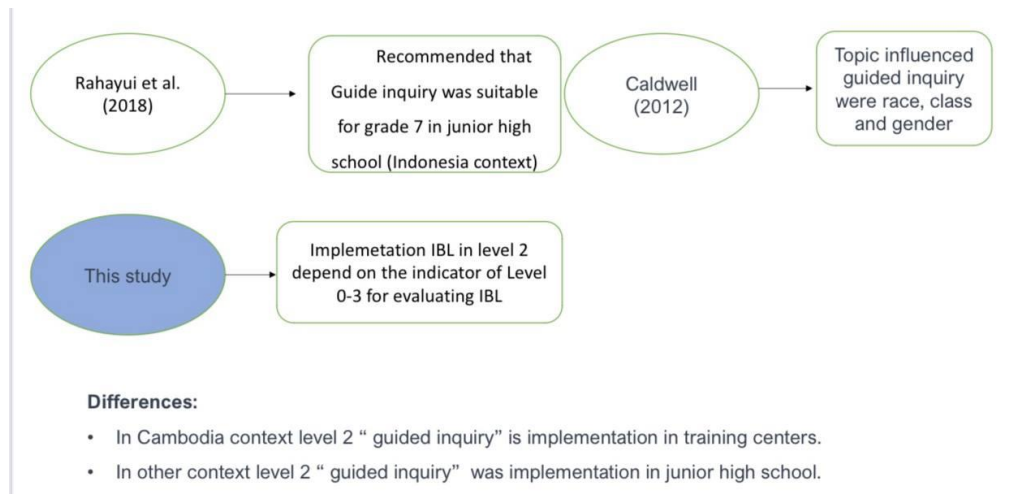 Rahayui et al.
(2018)
Recommended that
Guide inquiry was suitable
for grade 7 in junior high
school (Indonesia context)
Caldwell
(2012)
Topic influenced
guided inquiry
were race, class
and gender
This study
Implemetation IBL in level 2
depend on the indicator of Level
0-3 for evaluating IBL
Differences:
• In Cambodia context level 2 “ guided inquiry” is implementation in training centers.
• In other context level 2 “ guided inquiry” was implementation in junior high school.